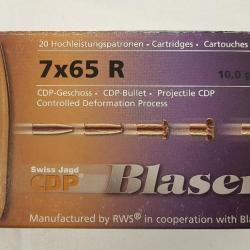 20 Hochleistungspatronen • Cartridges • Cartouches
7x65 R
10,0 g
CDP-Geschoss • CDP-Bullet • Projectile CDP
Controlled Deformation Process
Swiss Jagd
CDP
Blaser
Manufactured by RWS® in cooperation with